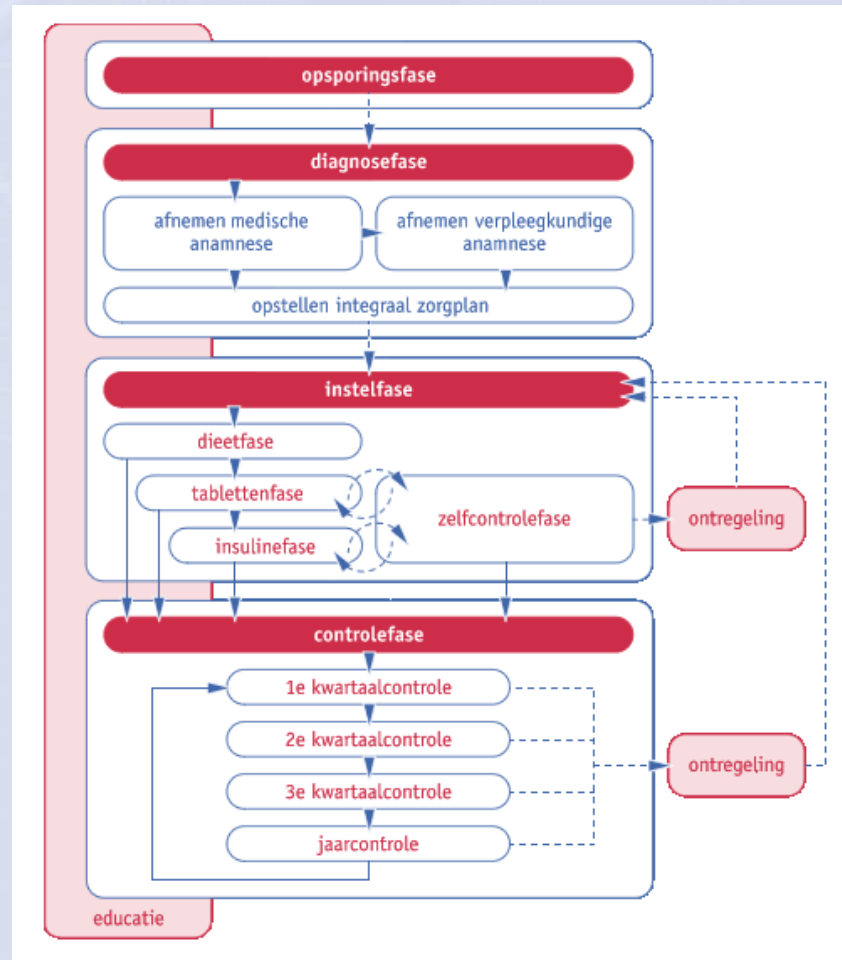 opsporingsfase
diagnosefase
afnemen medische
anamnese
afnemen verpleegkundige
anamnese
opstellen integraal zorgplan
instelfase
dieetfase
tablettenfase
insulinefase
zelfcontrolefase
ontregeling
controlefase
1e kwartaalcontrole
2e kwartaalcontrole
3e kwartaalcontrole
jaarcontrole
ontregeling
educatie